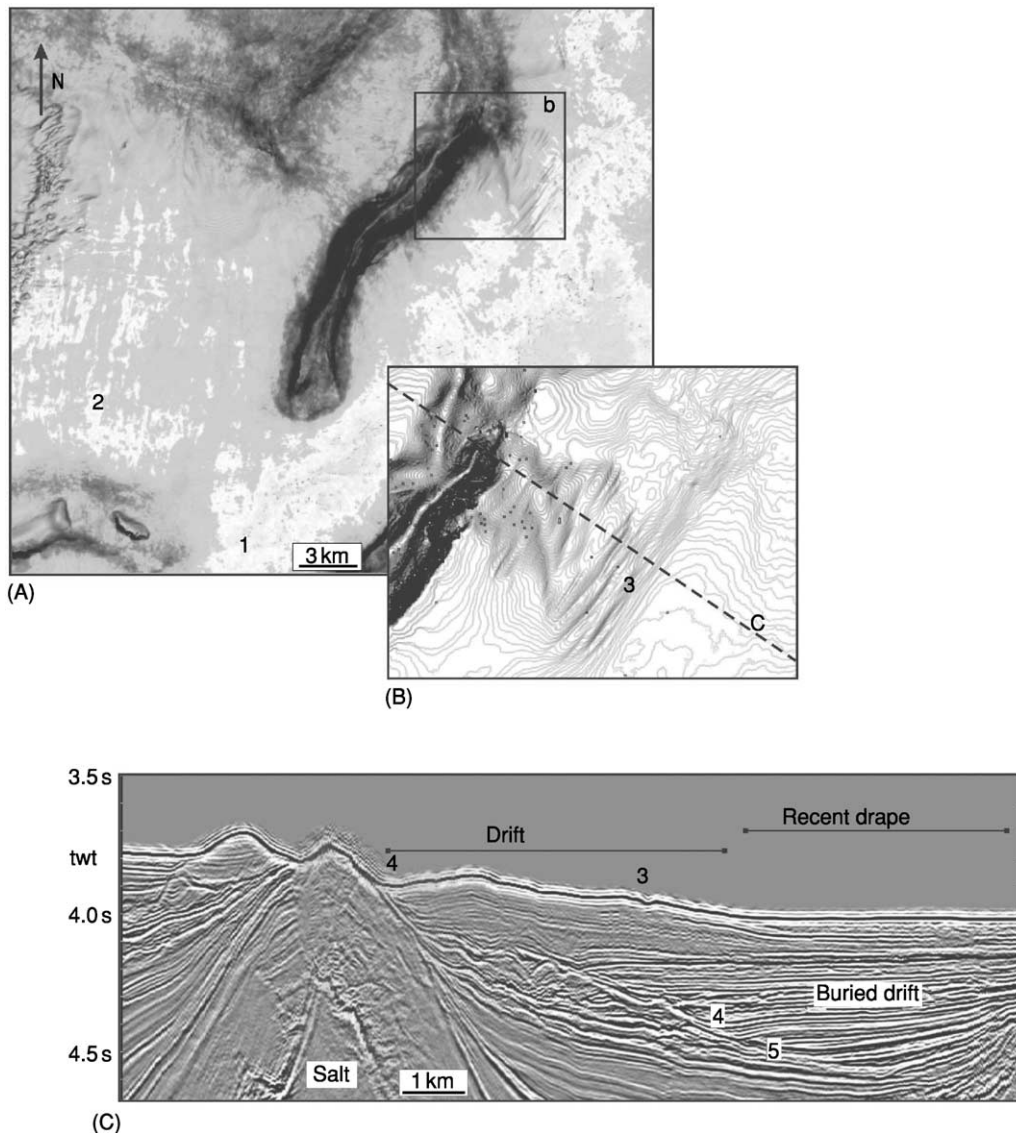 N
b
2
1
3 km
(A)
3
C
(B)
3.5 s
Recent drape
Drift
twt
4
3
4.0 s
Buried drift
4
5
4.5 s
Salt
1 km
(C)